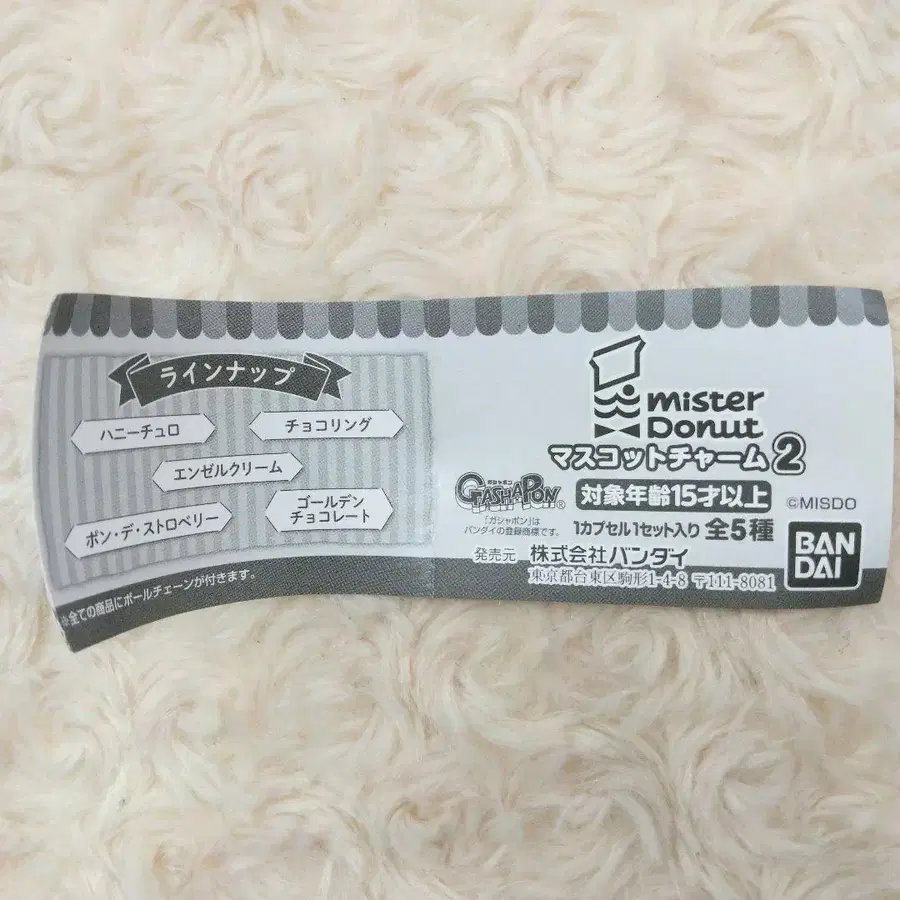 ラインナップ
ハニーチュロ
チョコリング
エンゼルクリーム
ポン・デ・ストロベリー
ゴールデン
チョコレート
※全ての商品にボールチェーンが付きます。
mister
Donut
マスコットチャーム2
ガシャポン
GASHAPON®
「ガシャポン」は
バンダイの登録商標です。
対象年齢15才以上
©MISDO
1カプセル1セット入り 全5種
発売元 株式会社バンダイ
東京都台東区駒形1-4-8 〒111-8081
BAN
DAI